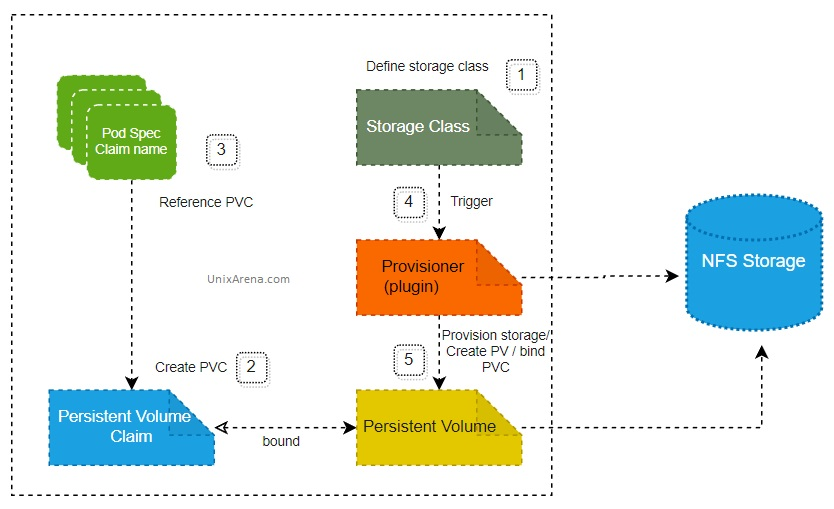 Define storage class
1
Storage Class
Pod Spec
Claim name
3
Reference PVC
4
Trigger
Provisioner
(plugin)
NFS Storage
UnixArena.com
Provision storage/
Create PV / bind
PVC
5
Create PVC
2
Persistent Volume
Claim
bound
Persistent Volume